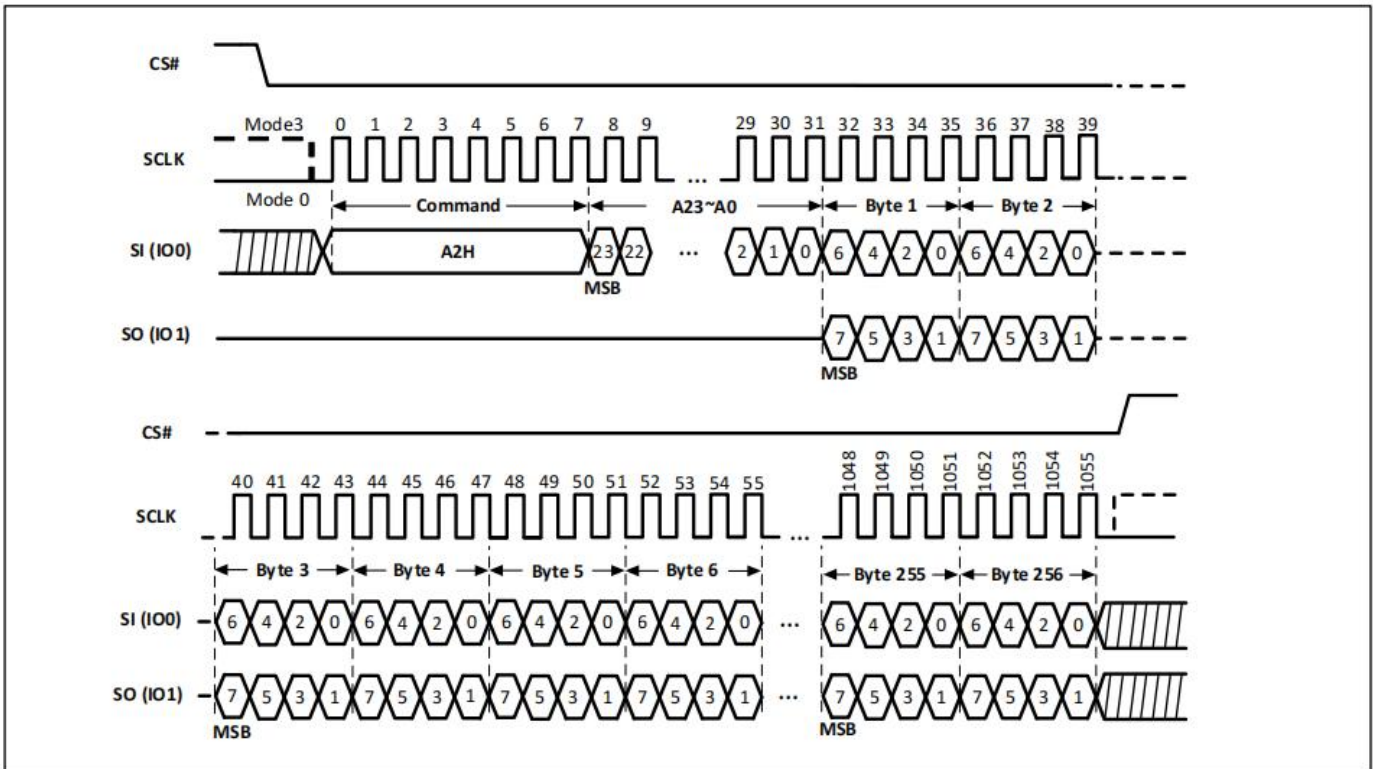 CS#
Mode3 0 1 2 3 4 5 6 7 8 9 29 30 31 32 33 34 35 36 37 38 39
SCLK ...
Mode 0 Command A23~A0 Byte 1 Byte 2
SI (IO0) A2H 23 22 ... 2 1 0 6 4 2 0 6 4 2 0
MSB
SO (IO1) 7 5 3 1 7 5 3 1
MSB
CS#
40 41 42 43 44 45 46 47 48 49 50 51 52 53 54 55 1048 1049 1050 1051 1052 1053 1054 1055
SCLK ...
Byte 3 Byte 4 Byte 5 Byte 6 Byte 255 Byte 256
SI (IO0) 6 4 2 0 6 4 2 0 6 4 2 0 6 4 2 0 ... 6 4 2 0 6 4 2 0
SO (IO1) 7 5 3 1 7 5 3 1 7 5 3 1 7 5 3 1 ... 7 5 3 1 7 5 3 1
MSB MSB